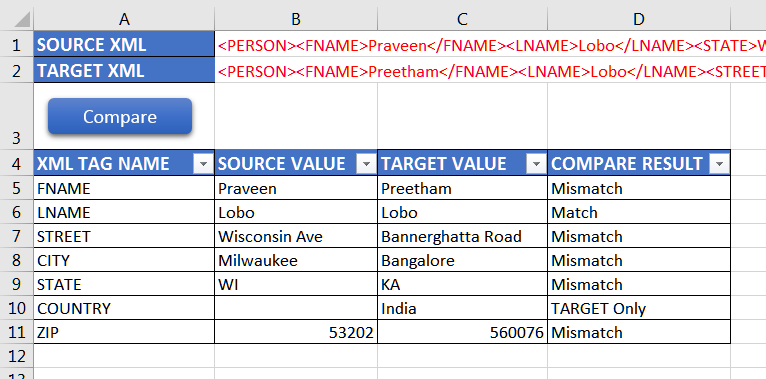 A B C D
1 SOURCE XML <PERSON><FNAME>Praveen</FNAME><LNAME>Lobo</LNAME><STATE>W
2 TARGET XML <PERSON><FNAME>Preetham</FNAME><LNAME>Lobo</LNAME><STREET
Compare
3
4 XML TAG NAME SOURCE VALUE TARGET VALUE COMPARE RESULT
5 FNAME Praveen Preetham Mismatch
6 LNAME Lobo Lobo Match
7 STREET Wisconsin Ave Bannerghatta Road Mismatch
8 CITY Milwaukee Bangalore Mismatch
9 STATE WI KA Mismatch
10 COUNTRY India TARGET Only
11 ZIP 53202 560076 Mismatch
12
13